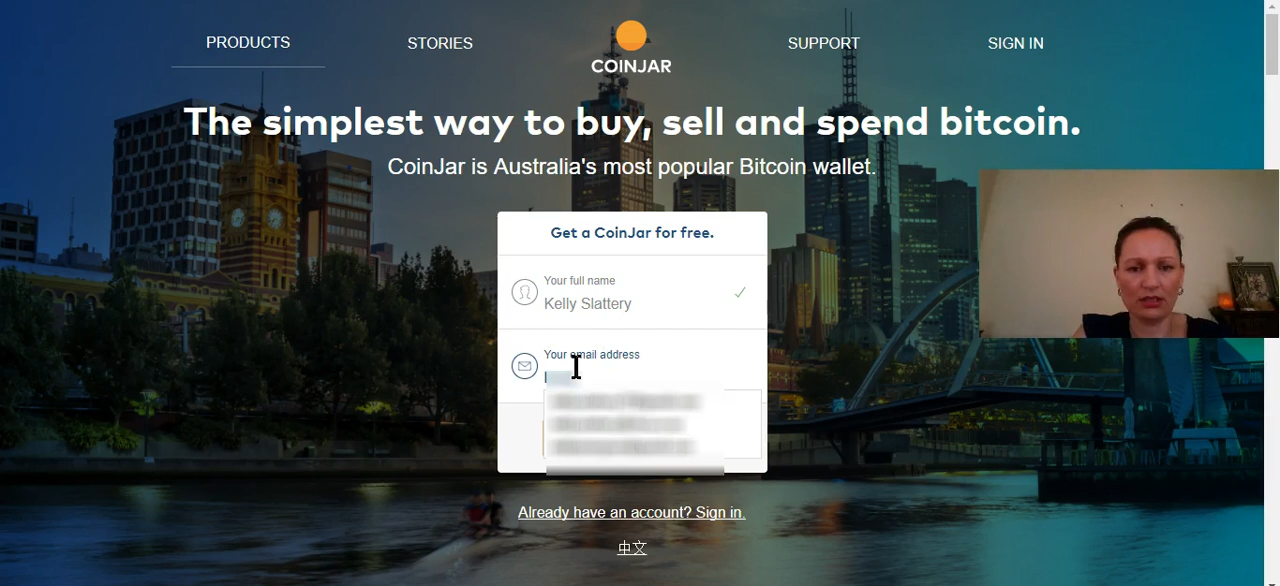 PRODUCTS
STORIES
COINJAR
SUPPORT
SIGN IN
The simplest way to buy, sell and spend bitcoin.
CoinJar is Australia's most popular Bitcoin wallet.
Get a CoinJar for free.
Your full name
Kelly Slattery
Your email address
Already have an account? Sign in.
中文